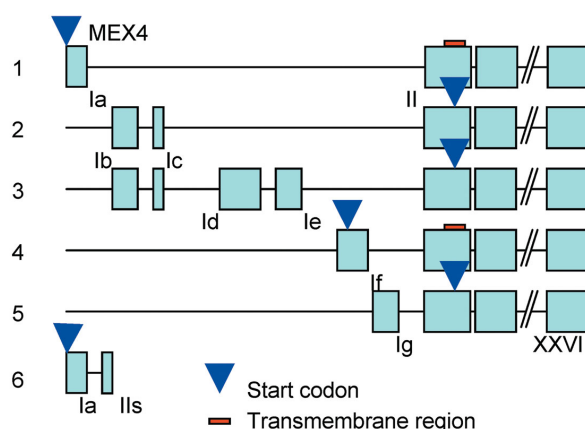 MEX4
1
Ia
II
2
Ib Ic
3
Id Ie
4
If
5
Ig
XXVI
6
Ia IIs
Start codon
Transmembrane region